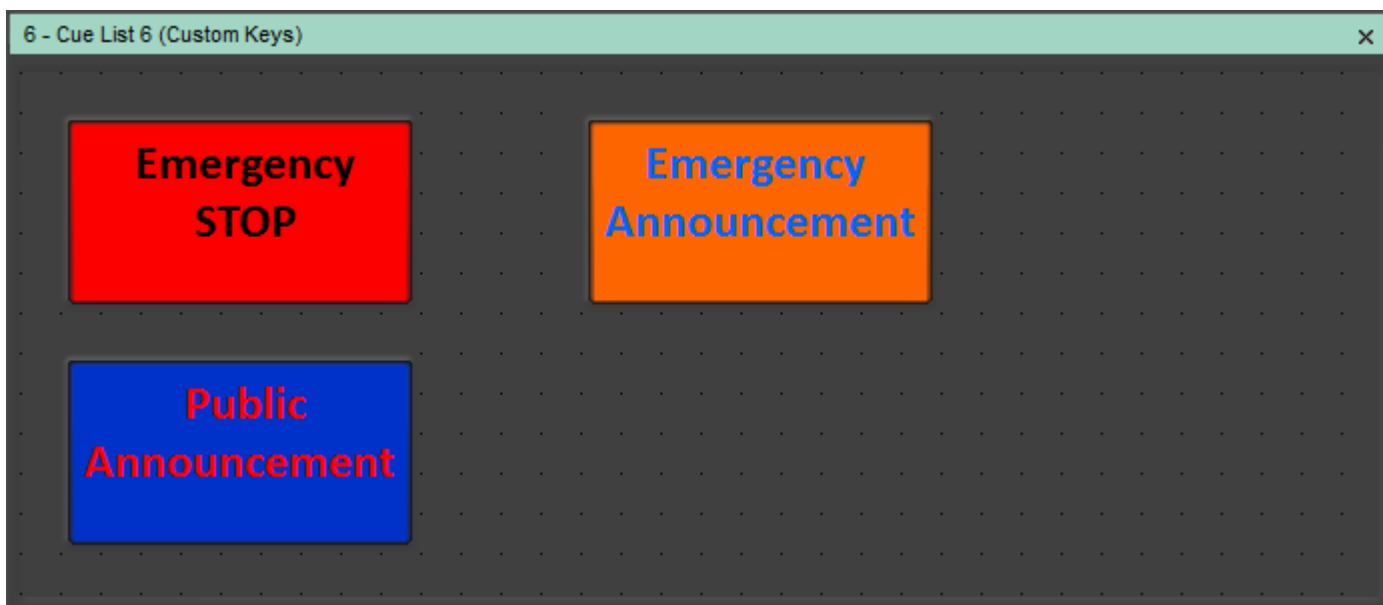 6 - Cue List 6 (Custom Keys)
Emergency
STOP
Emergency
Announcement
Public
Announcement